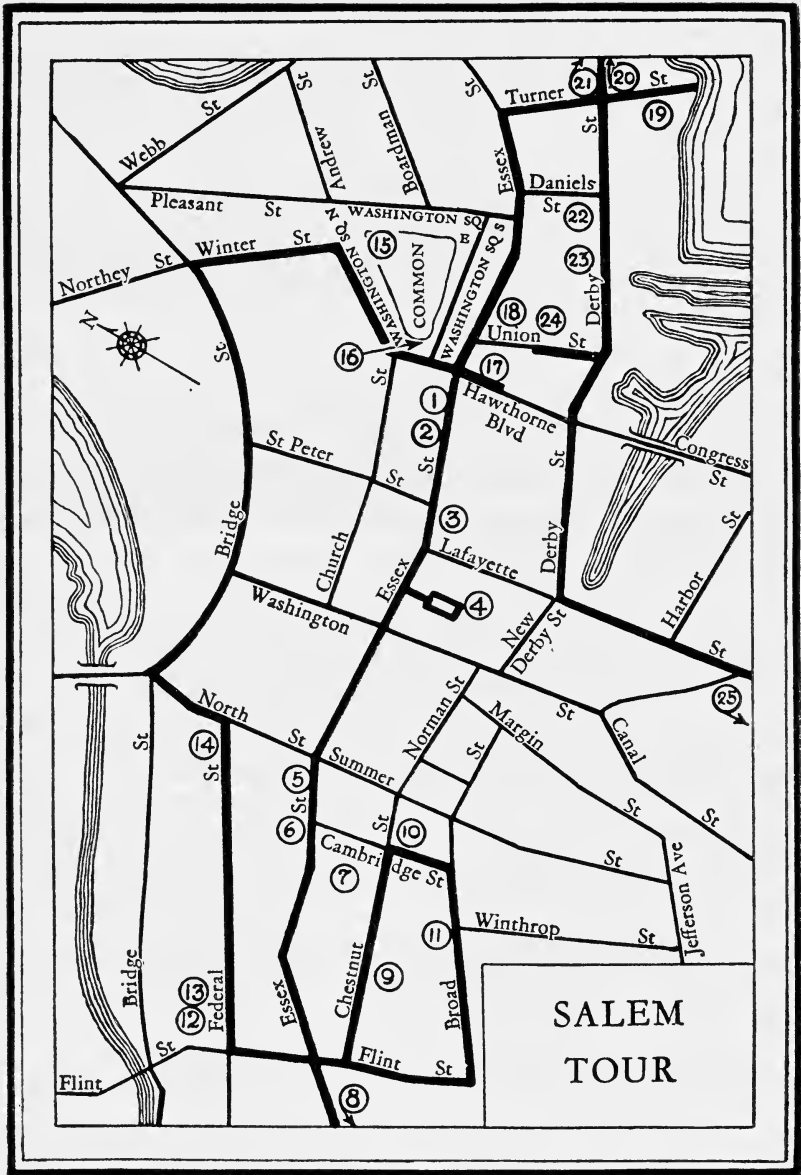 21
20
St
Turner
19
St
St
St
St
Webb
St
Andrew
Boardman
Essex
Daniels
St
22
Pleasant St
WASHINGTON SQ
E
WASHINGTON SQ N
15
COMMON
WASHINGTON SQ S
23
Derby
Winter St
Northey St
N
WASHINGTON
16
18
24
Union St
17
Hawthorne
Blvd
St
St
1
2
St
Congress
St
St Peter St
3
St
Derby
Lafayette
Essex
4
Bridge
Church
Washington
St
New
Derby St
St
Harbor
St
25
Norman St
Margin
St
St
Canal
St
North
St
Summer
14
St
St
5
St
6
St
10
Cambridge St
7
St
St
Jefferson Ave
11
Winthrop St
9
Chestnut
Broad
Bridge
13
12
Federal
Essex
St
Flint
Flint St
8
SALEM
TOUR